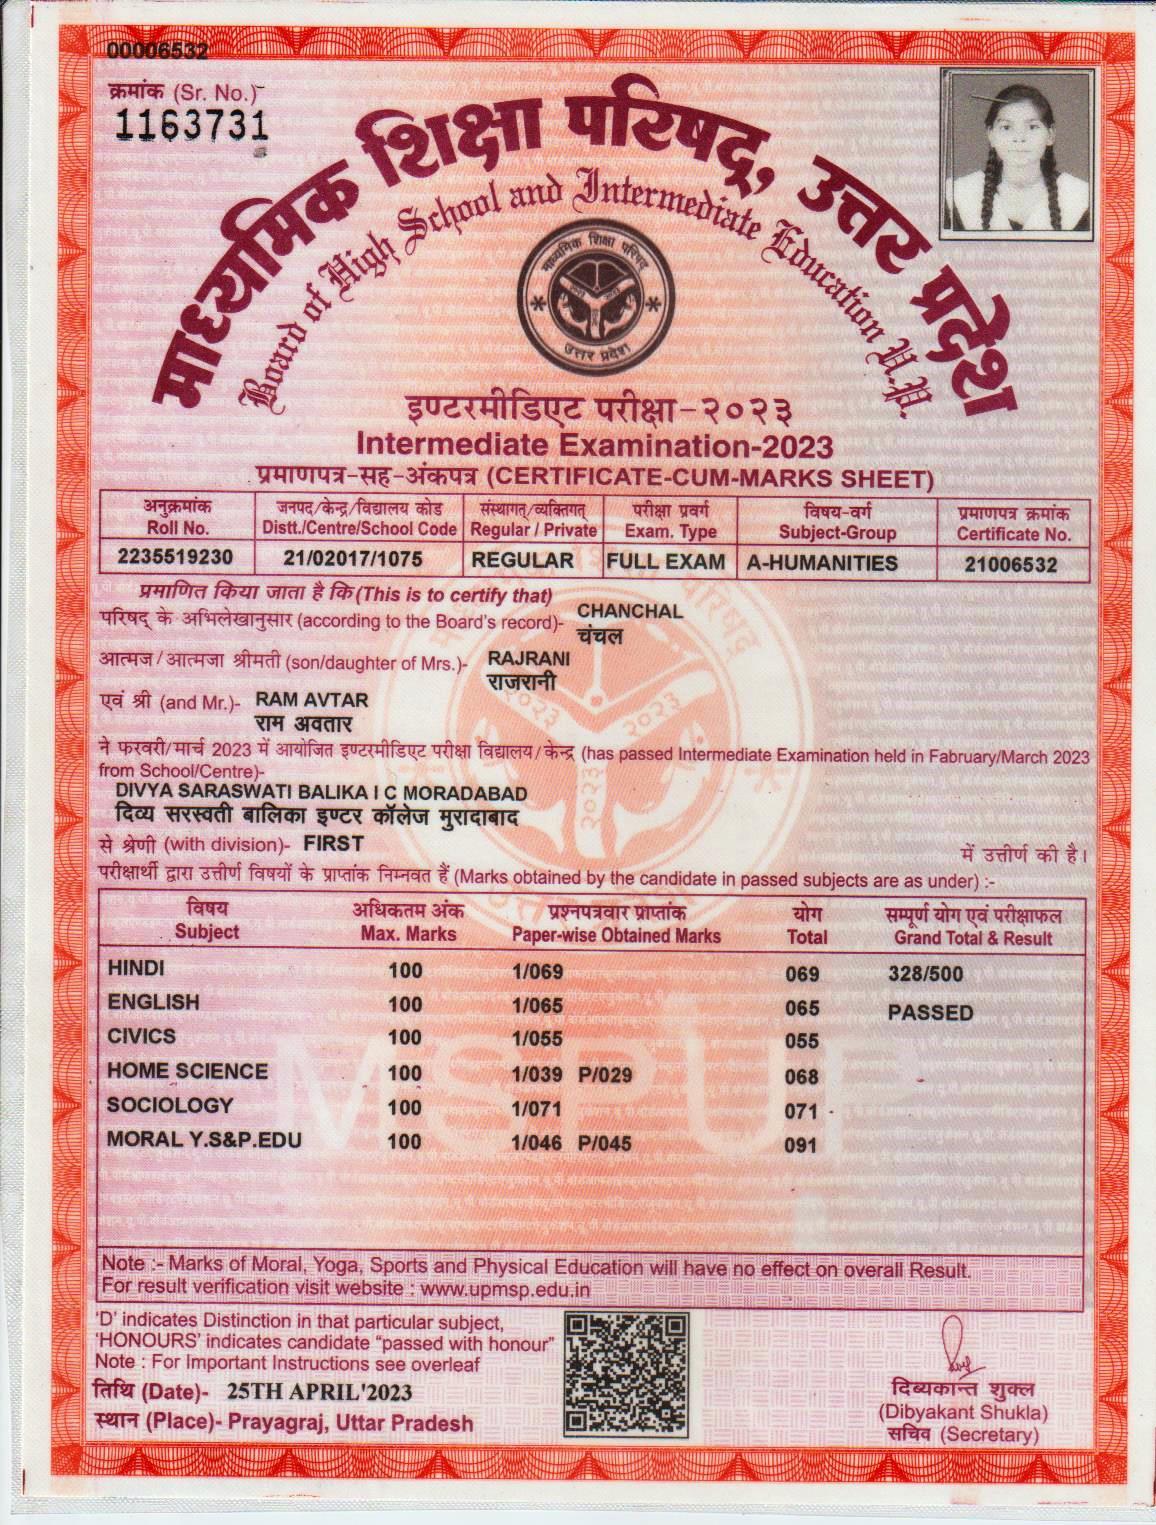 00006532
क्रमांक (Sr. No.)
1163731
माध्यमिक शिक्षा परिषद्, उत्तर प्रदेश
Board of High School and Intermediate Education U.P.
माध्यमिक शिक्षा परिषद्
उत्तर प्रदेश
इण्टरमीडिएट परीक्षा-२०२३
Intermediate Examination-2023
प्रमाणपत्र-सह-अंकपत्र (CERTIFICATE-CUM-MARKS SHEET)
अनुक्रमांक जनपद/केन्द्र/विद्यालय कोड संस्थागत/व्यक्तिगत परीक्षा प्रवर्ग विषय-वर्ग प्रमाणपत्र क्रमांक
Roll No. Distt./Centre/School Code Regular / Private Exam. Type Subject-Group Certificate No.
2235519230 21/02017/1075 REGULAR FULL EXAM A-HUMANITIES 21006532
प्रमाणित किया जाता है कि (This is to certify that)
परिषद् के अभिलेखानुसार (according to the Board's record)- CHANCHAL
चंचल
आत्मज/आत्मजा श्रीमती (son/daughter of Mrs.)- RAJRANI
राजरानी
एवं श्री (and Mr.)- RAM AVTAR
राम अवतार
ने फरवरी/मार्च 2023 में आयोजित इण्टरमीडिएट परीक्षा विद्यालय/केन्द्र (has passed Intermediate Examination held in Fabruary/March 2023
from School/Centre)-
DIVYA SARASWATI BALIKA I C MORADABAD
दिव्य सरस्वती बालिका इण्टर कॉलेज मुरादाबाद
से श्रेणी (with division)- FIRST में उत्तीर्ण की है।
परीक्षार्थी द्वारा उत्तीर्ण विषयों के प्राप्तांक निम्नवत हैं (Marks obtained by the candidate in passed subjects are as under) :-
विषय अधिकतम अंक प्रश्नपत्रवार प्राप्तांक योग सम्पूर्ण योग एवं परीक्षाफल
Subject Max. Marks Paper-wise Obtained Marks Total Grand Total & Result
HINDI 100 1/069 069 328/500
ENGLISH 100 1/065 065 PASSED
CIVICS 100 1/055 055
HOME SCIENCE 100 1/039 P/029 068
SOCIOLOGY 100 1/071 071
MORAL Y.S&P.EDU 100 1/046 P/045 091
MSPUP
Note :- Marks of Moral, Yoga, Sports and Physical Education will have no effect on overall Result.
For result verification visit website : www.upmsp.edu.in
'D' indicates Distinction in that particular subject,
'HONOURS' indicates candidate "passed with honour"
Note : For Important Instructions see overleaf
तिथि (Date)- 25TH APRIL'2023
स्थान (Place)- Prayagraj, Uttar Pradesh
दिब्यकान्त शुक्ल
(Dibyakant Shukla)
सचिव (Secretary)